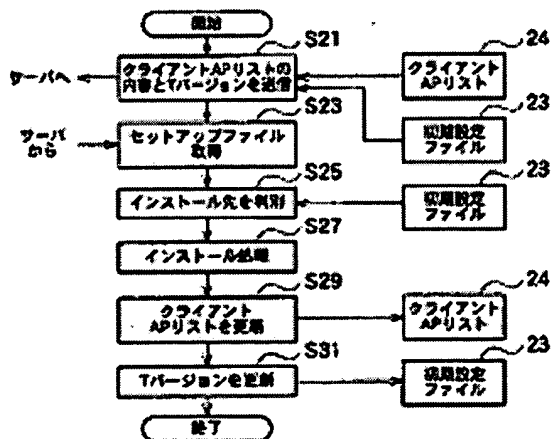 開始
S21
クライアントAPリストの
内容とTバージョンを送信
サーバへ
24
クライアント
APリスト
23
初期設定
ファイル
S23
サーバ
から
セットアップファイル
取得
S25
インストール先を判別
23
初期設定
ファイル
S27
インストール処理
S29
クライアント
APリストを更新
24
クライアント
APリスト
S31
Tバージョンを更新
23
初期設定
ファイル
終了